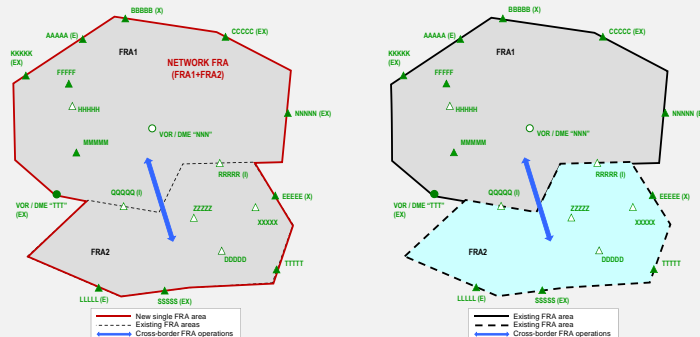 BBBBB (X)
AAAAA (E)
CCCCC (EX)
KKKKK
(EX)
FRA1
NETWORK FRA
(FRA1+FRA2)
FFFFF
HHHHH
NNNNN (EX)
VOR / DME “NNN”
MMMMM
RRRRR (I)
QQQQQ (I)
EEEEE (X)
VOR / DME “TTT”
(EX)
ZZZZZ
XXXXX
FRA2
DDDDD
TTTTT
LLLLL (E)
SSSSS (EX)
New single FRA area
Existing FRA areas
Cross-border FRA operations
BBBBB (X)
AAAAA (E)
CCCCC (EX)
KKKKK
(EX)
FRA1
FFFFF
HHHHH
NNNNN (EX)
VOR / DME “NNN”
MMMMM
RRRRR (I)
QQQQQ (I)
EEEEE (X)
VOR / DME “TTT”
(EX)
ZZZZZ
XXXXX
FRA2
DDDDD
TTTTT
LLLLL (E)
SSSSS (EX)
Existing FRA area
Existing FRA area
Cross-border FRA operations